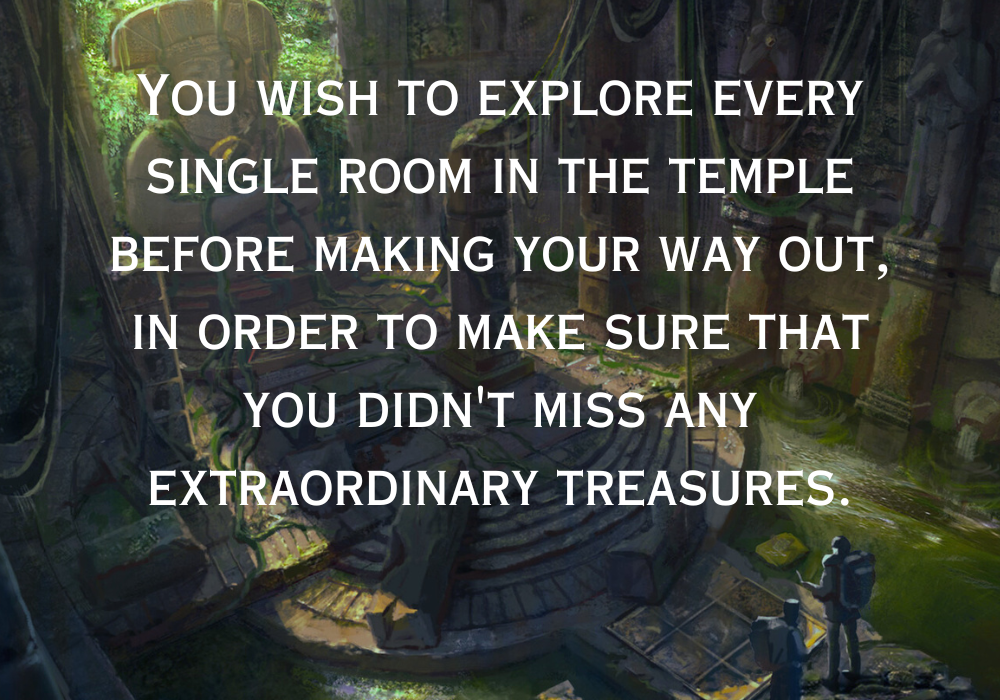 You wish to explore every
single room in the temple
before making your way out,
in order to make sure that
you didn't miss any
extraordinary treasures.